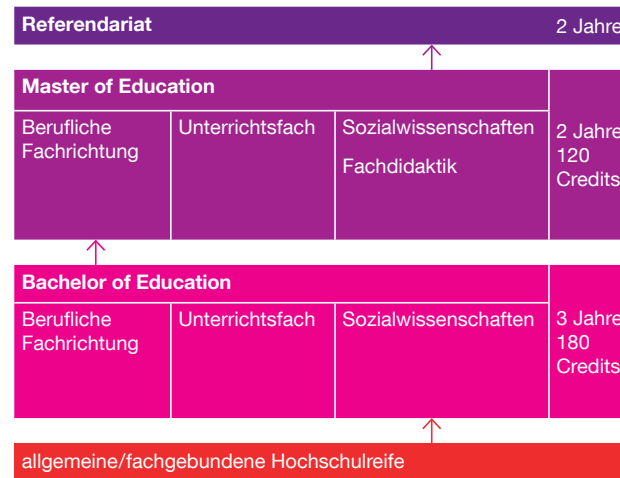 Referendariat 2 Jahre
Master of Education
Berufliche
Fachrichtung
Unterrichtsfach
Sozialwissenschaften
Fachdidaktik
2 Jahre
120
Credits
Bachelor of Education
Berufliche
Fachrichtung
Unterrichtsfach
Sozialwissenschaften
3 Jahre
180
Credits
allgemeine/fachgebundene Hochschulreife